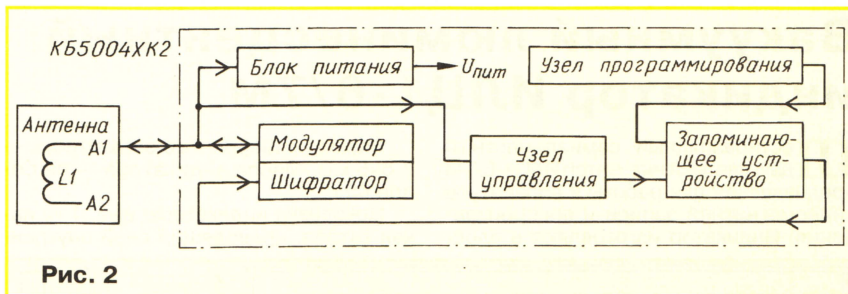 КБ5004ХК2
Блок питания
Uпит
Узел программирования
Антенна
A1
L1
A2
Модулятор
Шифратор
Узел
управления
Запоминаю-
щее уст-
ройство
Рис. 2